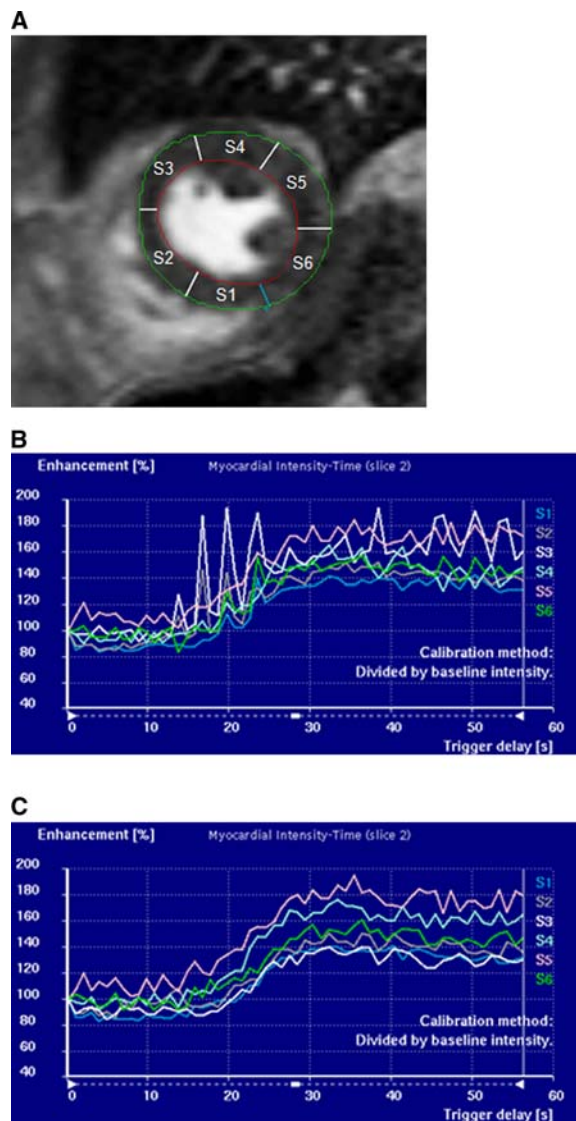 A
S4
S3
S5
S2
S6
S1
B
Enhancement [%] Myocardial Intensity-Time (slice 2)
200
180
160
140
120
100
80
60
40
S1
S2
S3
S4
S5
S6
Calibration method:
Divided by baseline intensity.
0 10 20 30 40 50 60
Trigger delay [s]
C
Enhancement [%] Myocardial Intensity-Time (slice 2)
200
180
160
140
120
100
80
60
40
S1
S2
S3
S4
S5
S6
Calibration method:
Divided by baseline intensity.
0 10 20 30 40 50 60
Trigger delay [s]